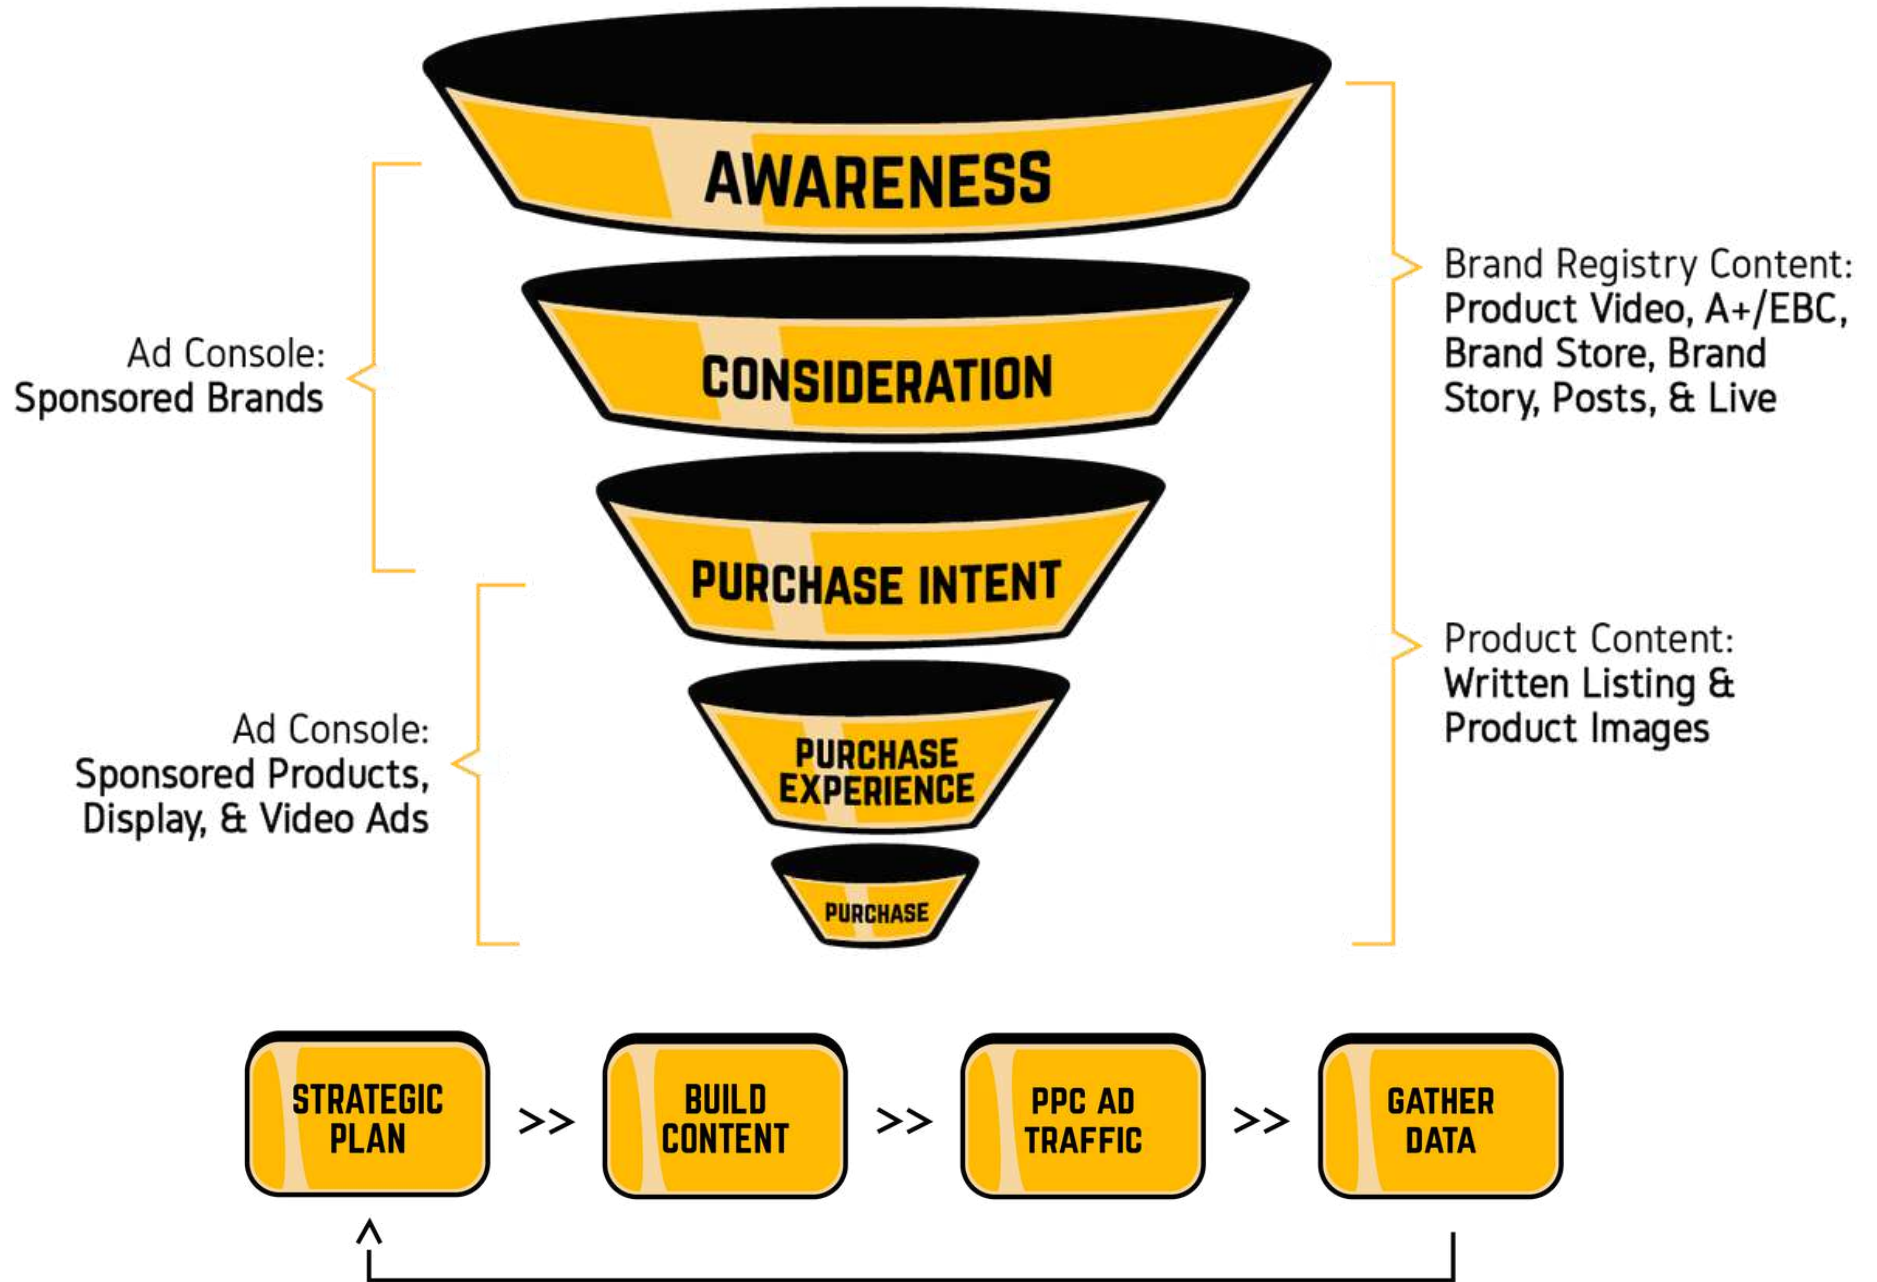 AWARENESS
CONSIDERATION
PURCHASE INTENT
PURCHASE
EXPERIENCE
PURCHASE
Ad Console:
Sponsored Brands
Ad Console:
Sponsored Products,
Display, & Video Ads
Brand Registry Content:
Product Video, A+/EBC,
Brand Store, Brand
Story, Posts, & Live
Product Content:
Written Listing &
Product Images
STRATEGIC
PLAN
>>
BUILD
CONTENT
>>
PPC AD
TRAFFIC
>>
GATHER
DATA